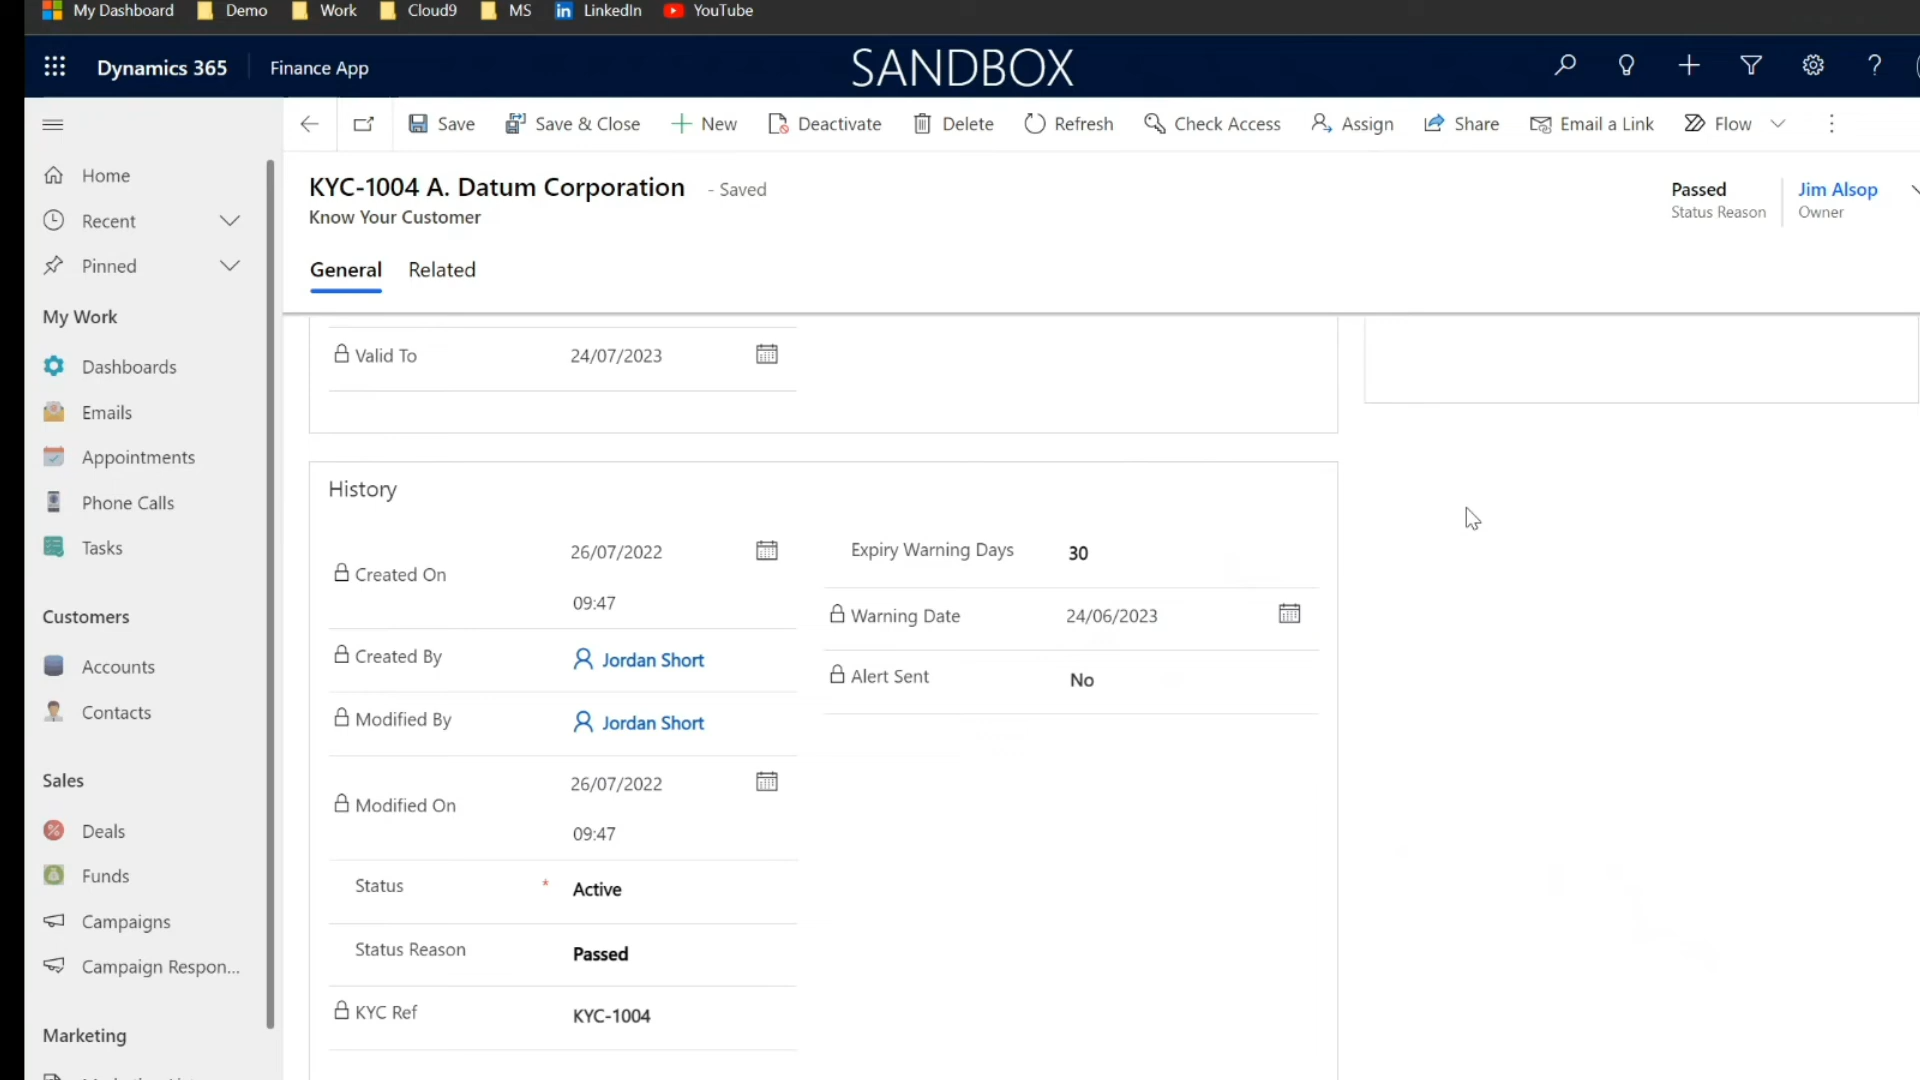 My Dashboard Demo Work Cloud9 MS LinkedIn YouTube
Dynamics 365 Finance App SANDBOX
Save Save & Close New Deactivate Delete Refresh Check Access Assign Share Email a Link Flow
Home
Recent
Pinned
My Work
Dashboards
Emails
Appointments
Phone Calls
Tasks
Customers
Accounts
Contacts
Sales
Deals
Funds
Campaigns
Campaign Respon...
Marketing
KYC-1004 A. Datum Corporation - Saved
Know Your Customer
Passed
Status Reason
Jim Alsop
Owner
General Related
Valid To 24/07/2023
History
Created On 26/07/2022
09:47
Created By Jordan Short
Modified By Jordan Short
Modified On 26/07/2022
09:47
Status * Active
Status Reason Passed
KYC Ref KYC-1004
Expiry Warning Days 30
Warning Date 24/06/2023
Alert Sent No